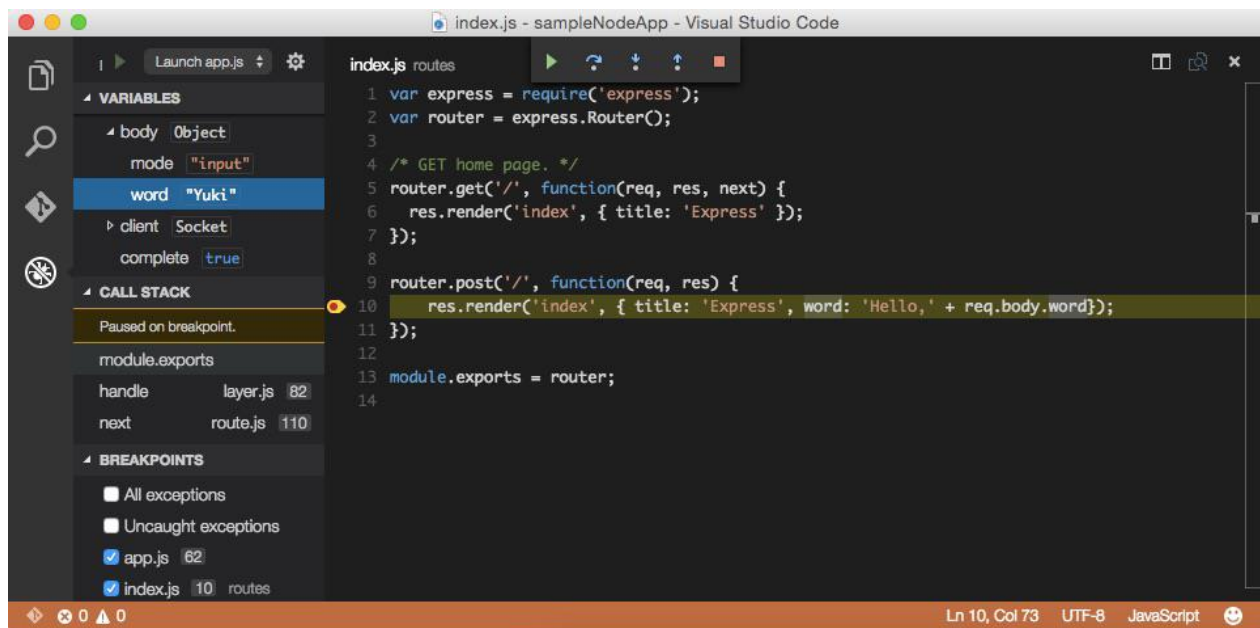 index.js - sampleNodeApp - Visual Studio Code
Launch app.js
VARIABLES
body Object
mode "input"
word "Yuki"
client Socket
complete true
CALL STACK
Paused on breakpoint.
module.exports
handle layer.js 82
next route.js 110
BREAKPOINTS
All exceptions
Uncaught exceptions
app.js 62
index.js 10 routes
index.js routes
1 var express = require('express');
2 var router = express.Router();
3
4 /* GET home page. */
5 router.get('/', function(req, res, next) {
6   res.render('index', { title: 'Express' });
7 });
8
9 router.post('/', function(req, res) {
10     res.render('index', { title: 'Express', word: 'Hello,' + req.body.word});
11 });
12
13 module.exports = router;
14
0 0
Ln 10, Col 73 UTF-8 JavaScript